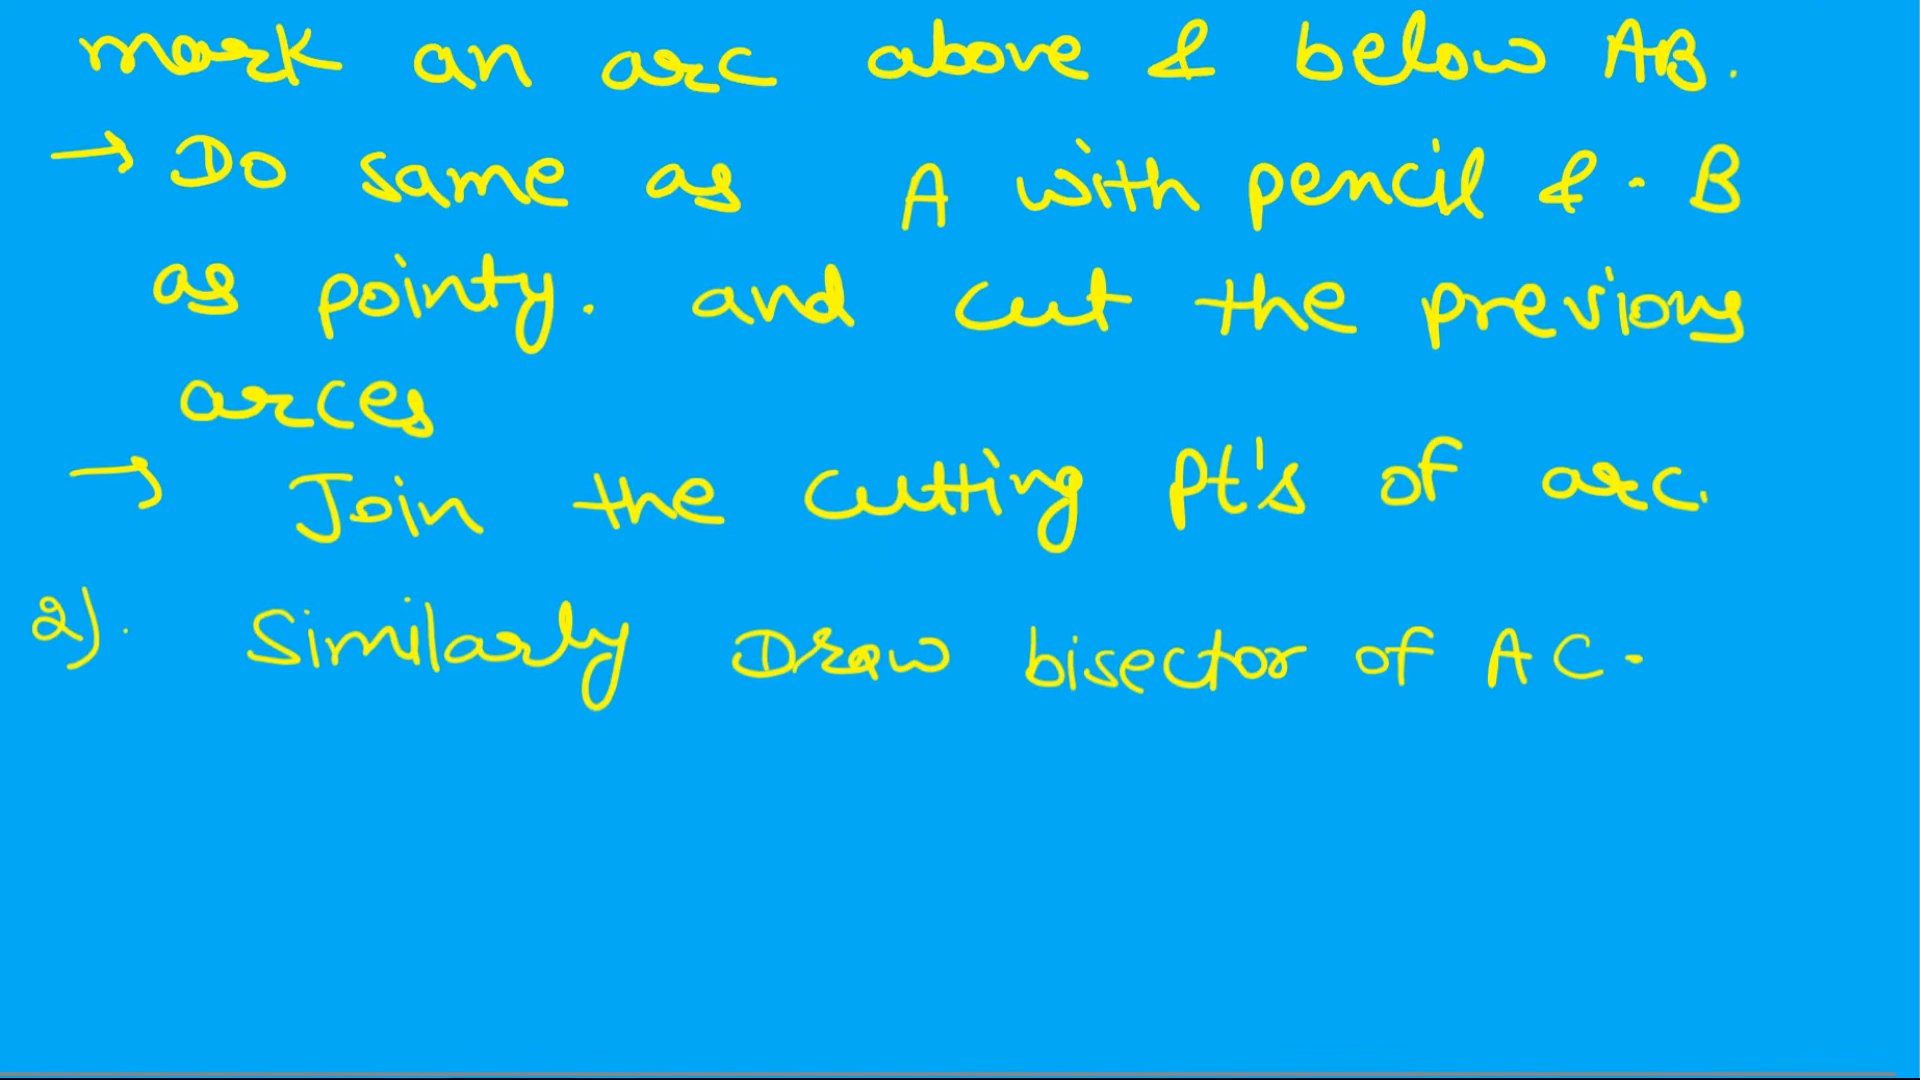 mark an arc above & below AB.
→ Do same as A with pencil & - B
as pointy. and cut the previous
arces
→ Join the cutting Pt's of arc.
2). Similarly Draw bisector of AC.